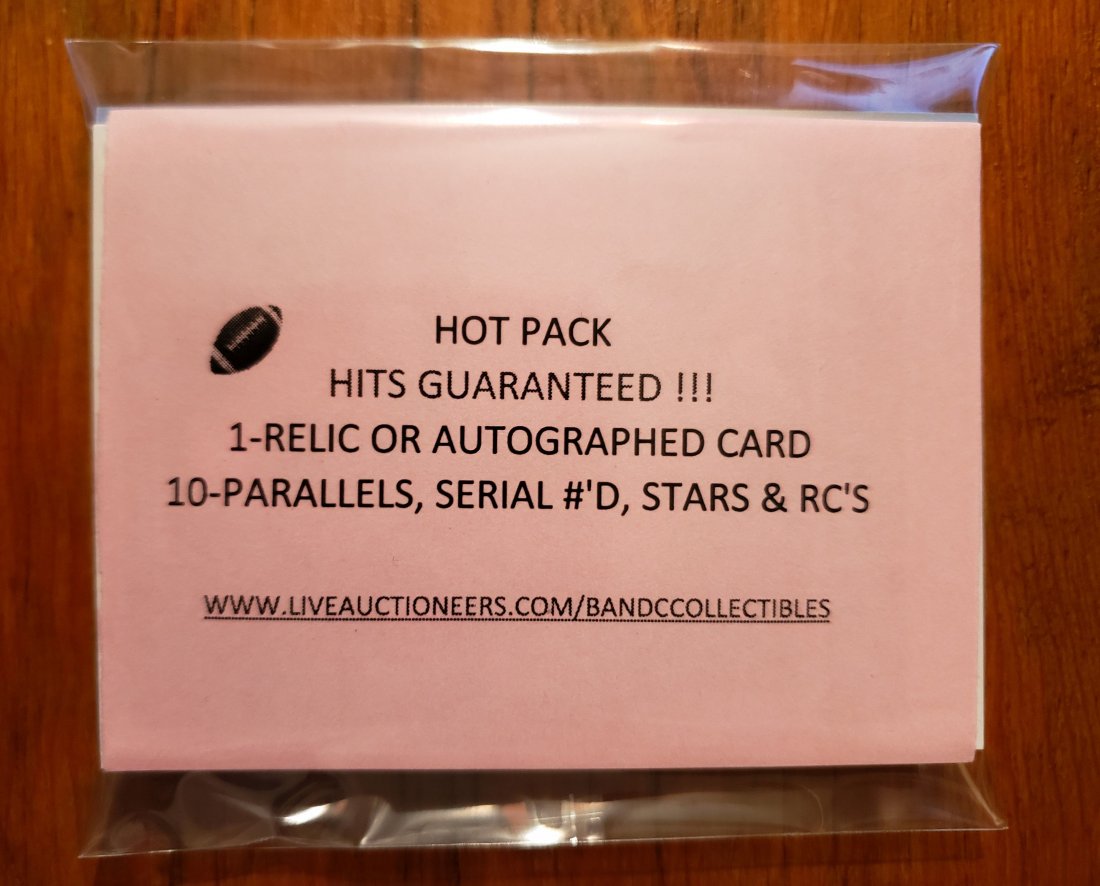 HOT PACK
HITS GUARANTEED !!!
1-RELIC OR AUTOGRAPHED CARD
10-PARALLELS, SERIAL #'D, STARS & RC'S
WWW.LIVEAUCTIONEERS.COM/BANDCCOLLECTIBLES